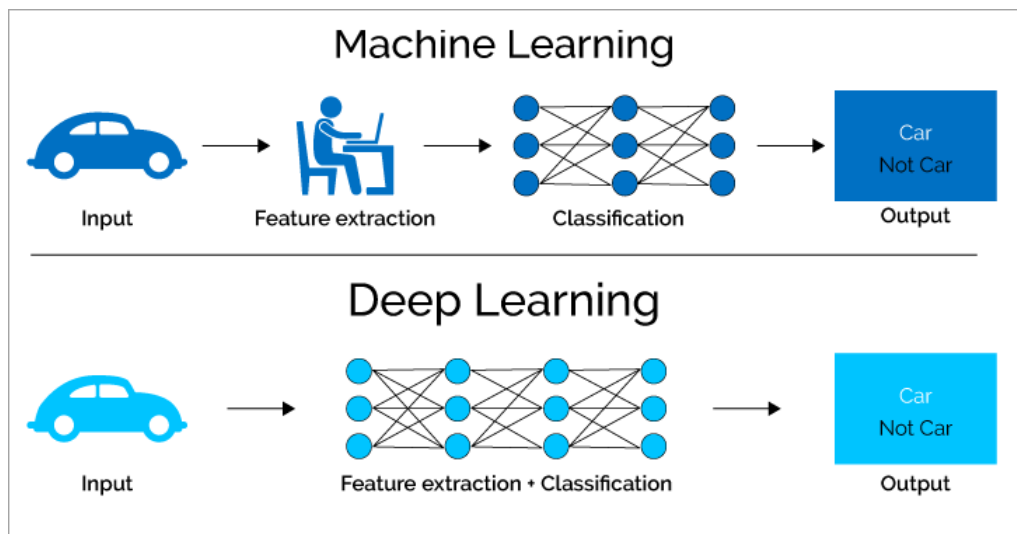 Machine Learning
Car
Not Car
Input
Feature extraction
Classification
Output
Deep Learning
Car
Not Car
Input
Feature extraction + Classification
Output